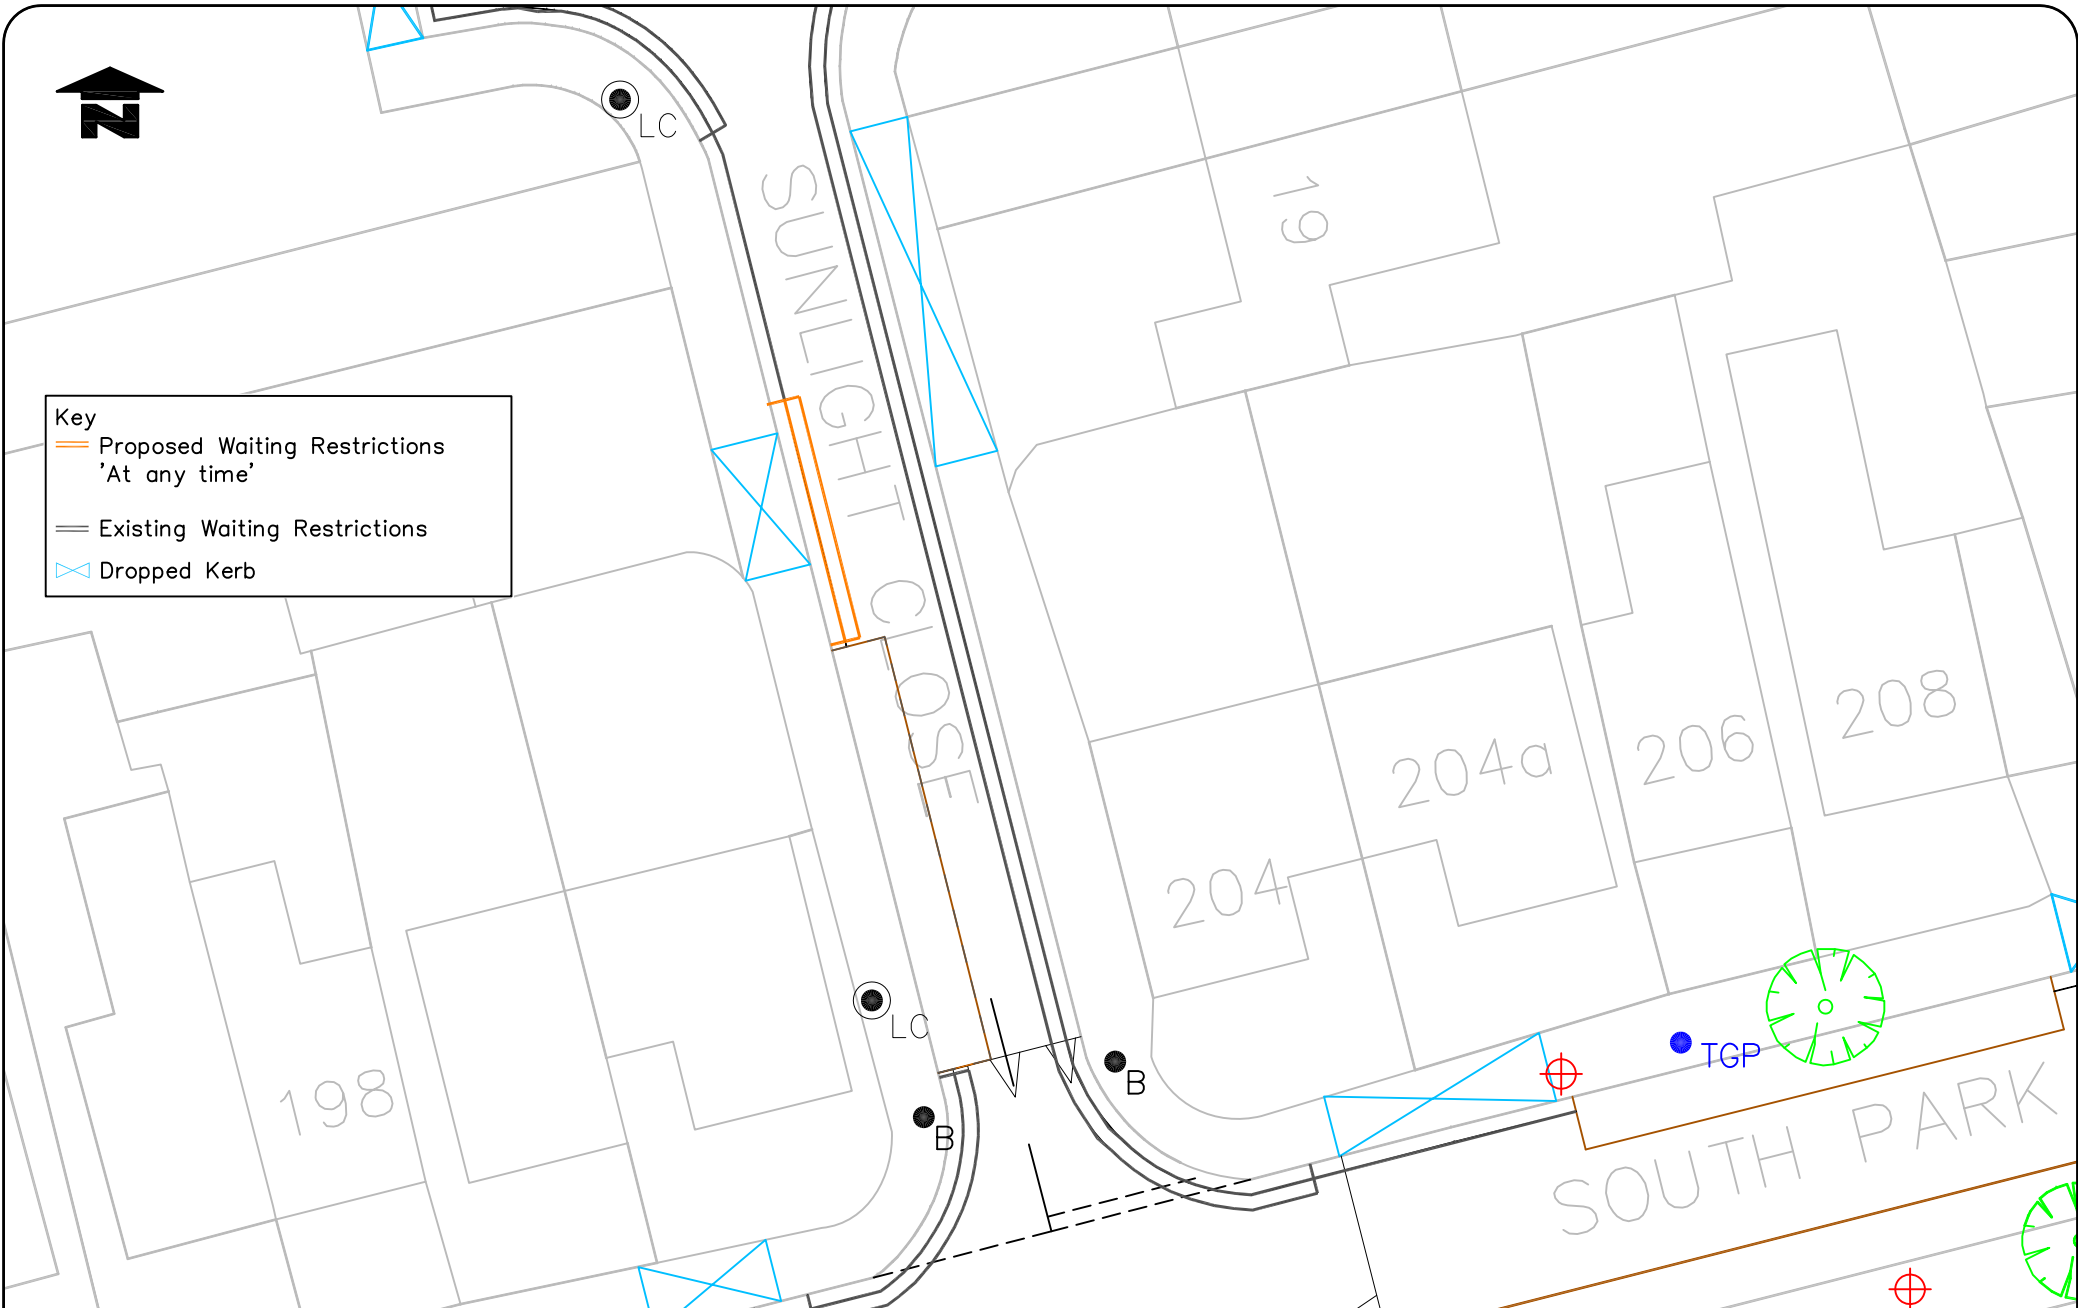 N
LC
SUNLIGHT CLOSE
19
Key
Proposed Waiting Restrictions
'At any time'
Existing Waiting Restrictions
Dropped Kerb
208
206
204a
204
LC
TGP
B
B
198
SOUTH PARK